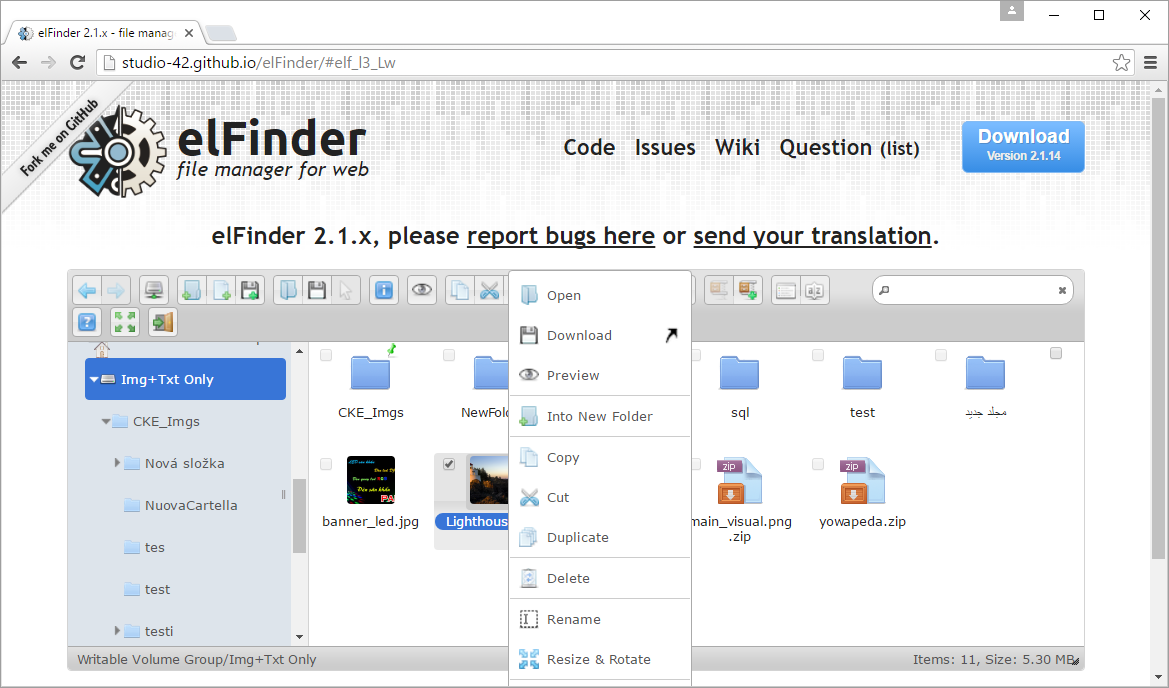 elFinder 2.1.x - file manag
studio-42.github.io/elFinder/#elf_l3_Lw
Fork me on GitHub
elFinder
file manager for web
Code Issues Wiki Question (list)
Download
Version 2.1.14
elFinder 2.1.x, please report bugs here or send your translation.
Img+Txt Only
CKE_Imgs
Nová složka
NuovaCartella
tes
test
testi
CKE_Imgs
NewFold
sql
test
مجلد جديد
banner_led.jpg
Lighthous
main_visual.png
.zip
yowapeda.zip
zip
zip
Open
Download
Preview
Into New Folder
Copy
Cut
Duplicate
Delete
Rename
Resize & Rotate
Writable Volume Group/Img+Txt Only
Items: 11, Size: 5.30 MB